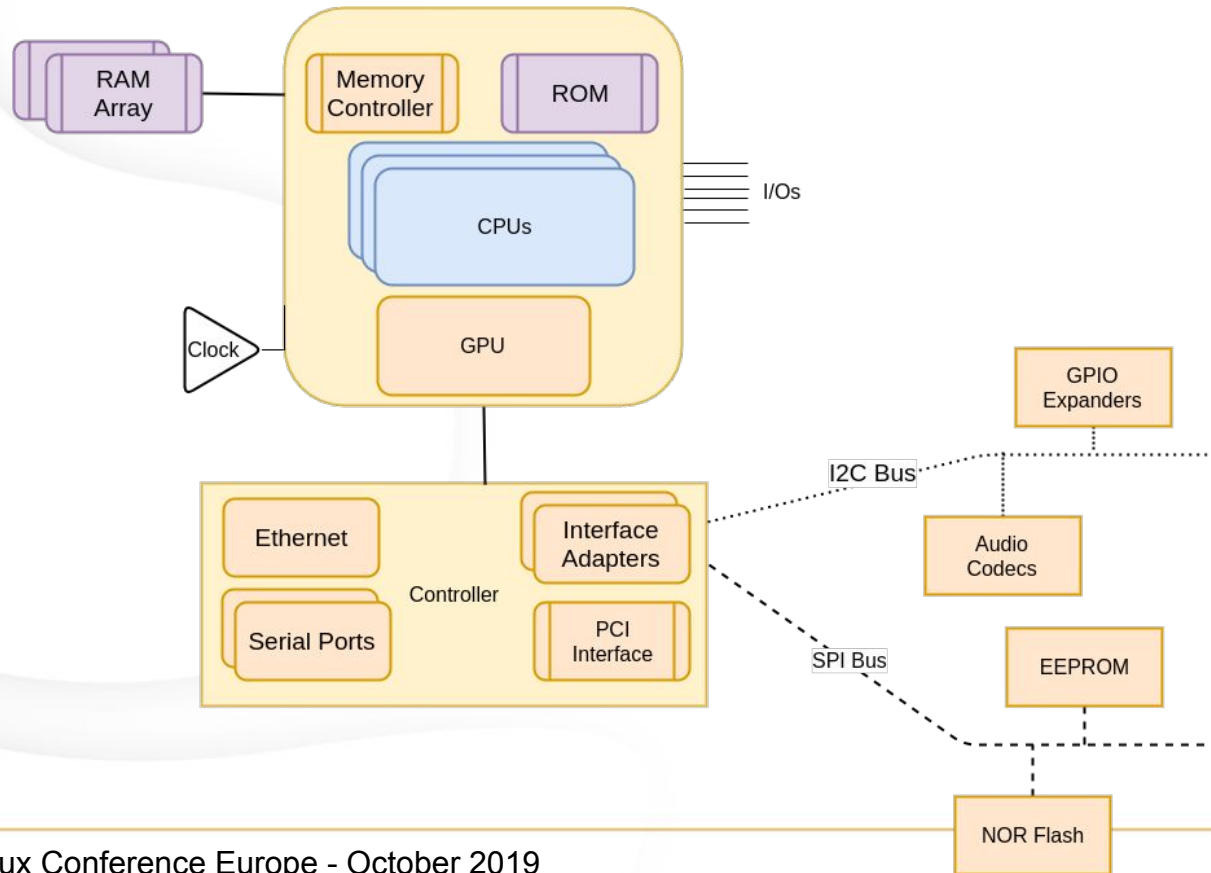 RAM
Array
Memory
Controller
ROM
CPUs
I/Os
Clock
GPU
GPIO
Expanders
I2C Bus
Ethernet
Interface
Adapters
Audio
Codecs
Controller
Serial Ports
PCI
Interface
SPI Bus
EEPROM
NOR Flash
ux Conference Europe - October 2019